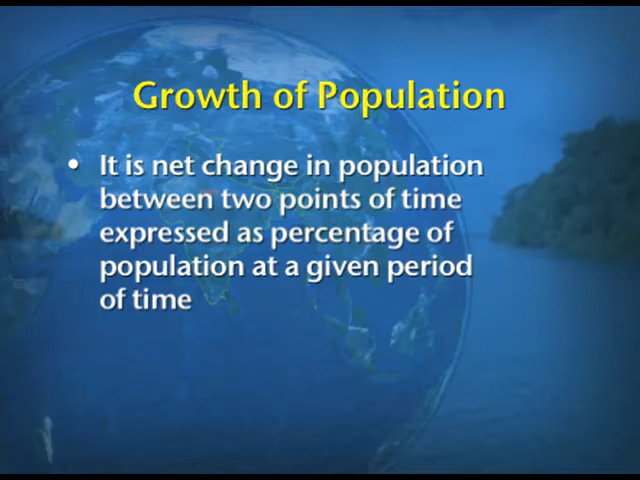 Growth of Population
• It is net change in population
between two points of time
expressed as percentage of
population at a given period
of time